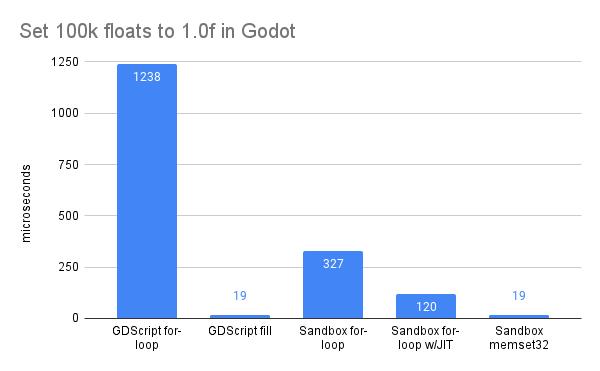 Set 100k floats to 1.0f in Godot
microseconds
1250
1000
750
500
250
0
1238
19
327
120
19
GDScript for-
loop
GDScript fill
Sandbox for-
loop
Sandbox for-
loop w/JIT
Sandbox
memset32